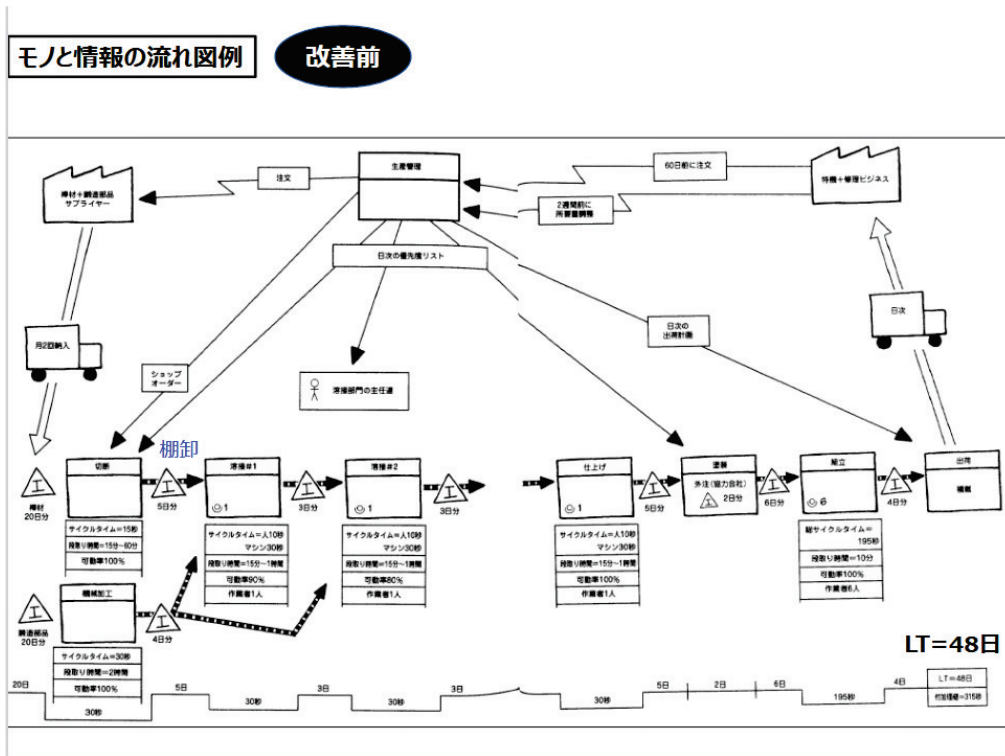 モノと情報の流れ図例
改善前
生産管理
注文
60日前に注文
2週間前に
所要量調整
棒材+鍛造部品
サプライヤー
特機+修理ビジネス
日次の優先度リスト
月2回納入
日次
日次の
出荷計画
ショップ
オーダー
溶接部門の主任達
棚卸
棒材
20日分
切断
サイクルタイム=15秒
段取り時間=15分~60分
可動率100%
5日分
溶接#1
1
サイクルタイム=人10秒
マシン30秒
段取り時間=15分~1時間
可動率90%
作業者1人
3日分
溶接#2
1
サイクルタイム=人10秒
マシン30秒
段取り時間=15分~1時間
可動率80%
作業者1人
3日分
仕上げ
1
サイクルタイム=人10秒
マシン30秒
段取り時間=15分~1時間
可動率100%
作業者1人
5日分
塗装
外注(協力会社)
2日分
6日分
組立
6
総サイクルタイム=
195秒
段取り時間=10分
可動率100%
作業者6人
4日分
出荷
鍛造部品
20日分
機械加工
サイクルタイム=30秒
段取り時間=2時間
可動率100%
4日分
LT=48日
20日
30秒
5日
30秒
3日
30秒
3日
30秒
5日
2日
6日
195秒
4日
LT=48日
付加価値=315秒